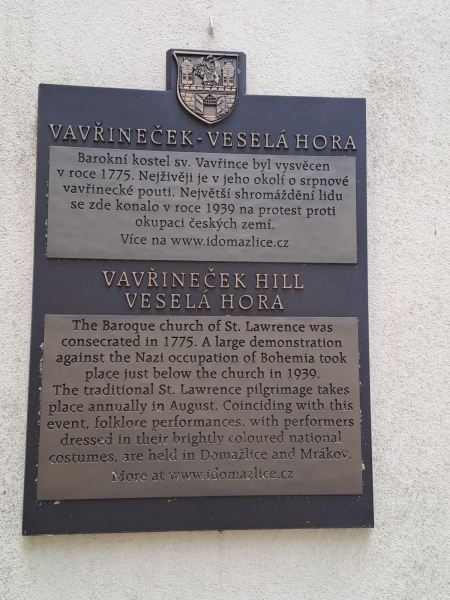 VAVŘINEČEK-VESELÁ HORA
Barokní kostel sv. Vavřince byl vysvěcen
v roce 1775. Nejživěji je v jeho okolí o srpnové
vavřinecké pouti. Největší shromáždění lidu
se zde konalo v roce 1939 na protest proti
okupaci českých zemí.
Více na www.idomazlice.cz
VAVŘINEČEK HILL
VESELÁ HORA
The Baroque church of St. Lawrence was
consecrated in 1775. A large demonstration
against the Nazi occupation of Bohemia took
place just below the church in 1939.
The traditional St. Lawrence pilgrimage takes
place annually in August. Coinciding with this
event, folklore performances, with performers
dressed in their brightly coloured national
costumes, are held in Domažlice and Mrákov.
More at www.idomazlice.cz